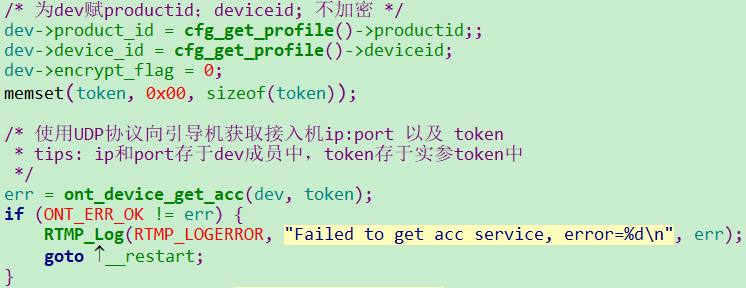 /* 为dev赋productid；deviceid；不加密 */
dev->product_id = cfg_get_profile()->productid;;
dev->device_id = cfg_get_profile()->deviceid;
dev->encrypt_flag = 0;
memset(token, 0x00, sizeof(token));
/* 使用UDP协议向引导机获取接入机ip:port 以及 token
* tips: ip和port存于dev成员中，token存于实参token中
*/
err = ont_device_get_acc(dev, token);
if (ONT_ERR_OK != err) {
RTMP_Log(RTMP_LOGERROR, "Failed to get acc service, error=%d\n", err);
goto ↑__restart;
}